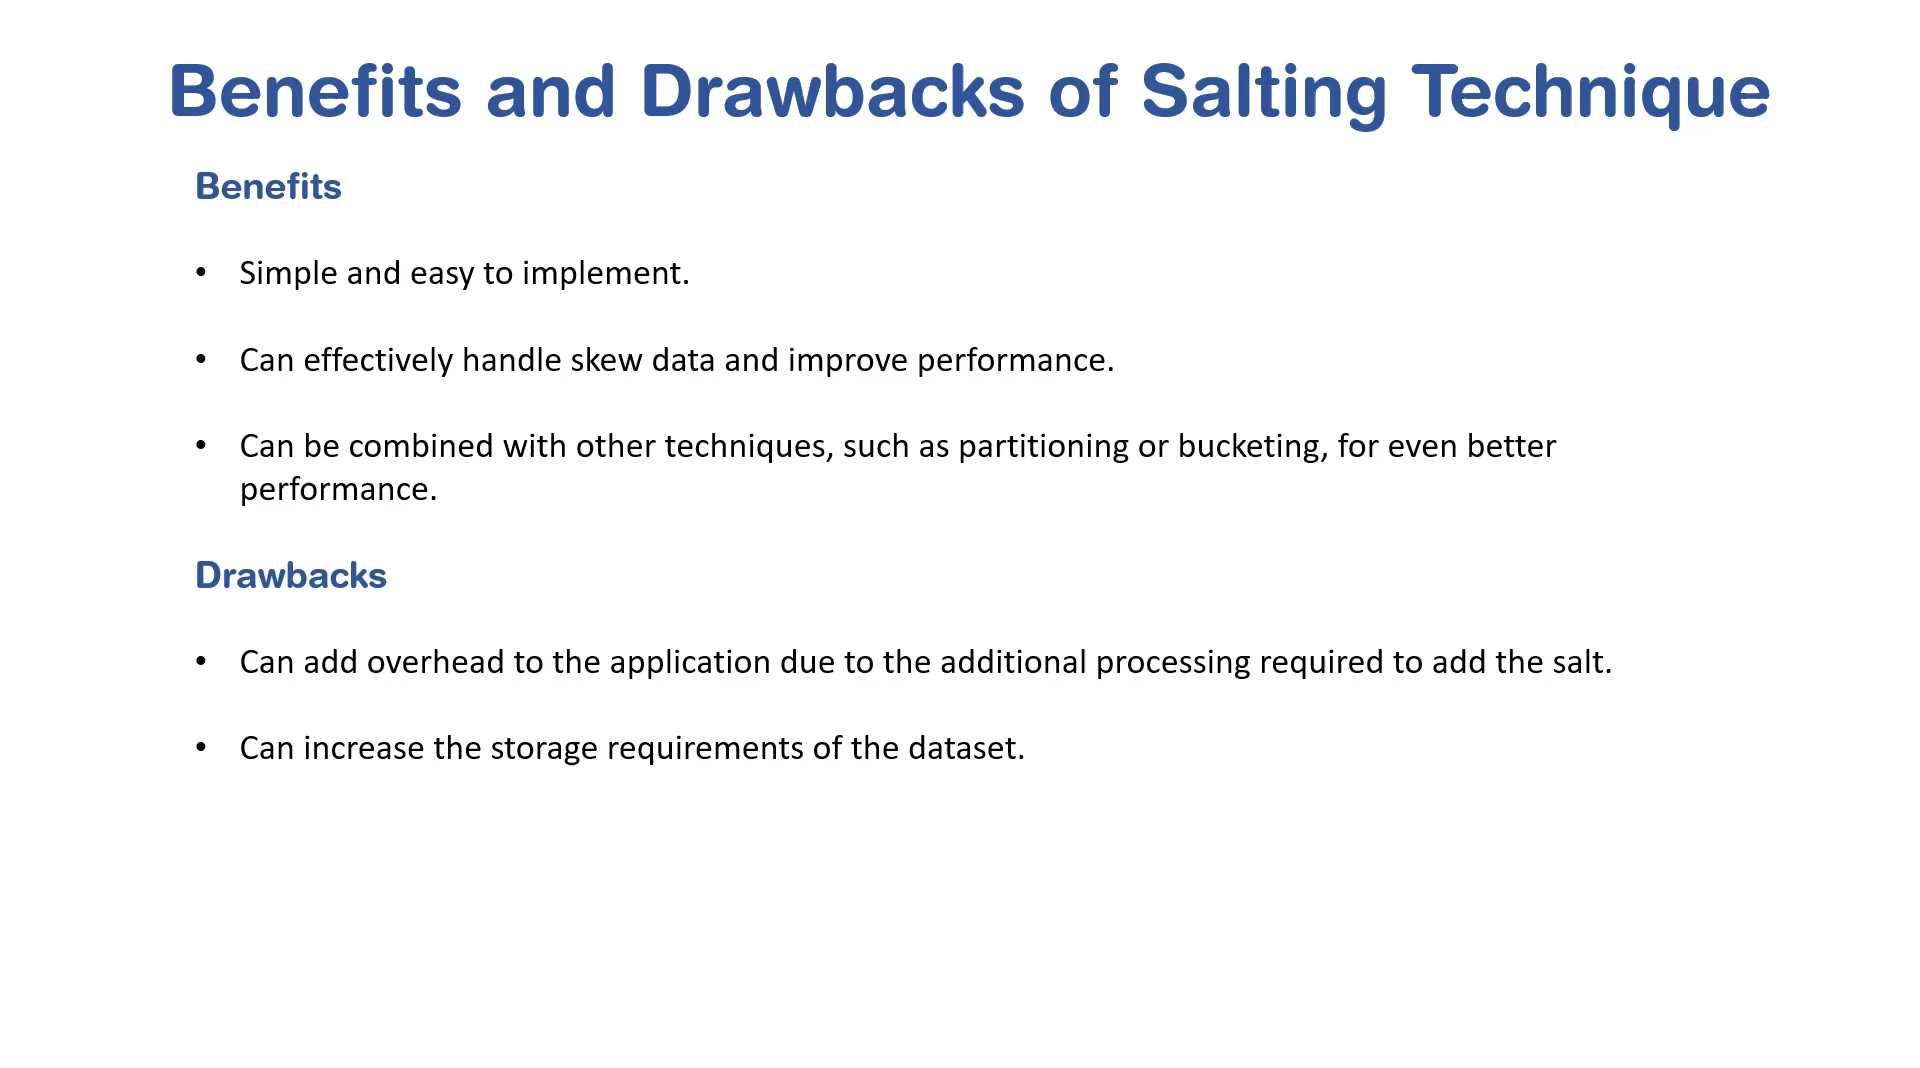 Benefits and Drawbacks of Salting Technique
Benefits
• Simple and easy to implement.
• Can effectively handle skew data and improve performance.
• Can be combined with other techniques, such as partitioning or bucketing, for even better
performance.
Drawbacks
• Can add overhead to the application due to the additional processing required to add the salt.
• Can increase the storage requirements of the dataset.